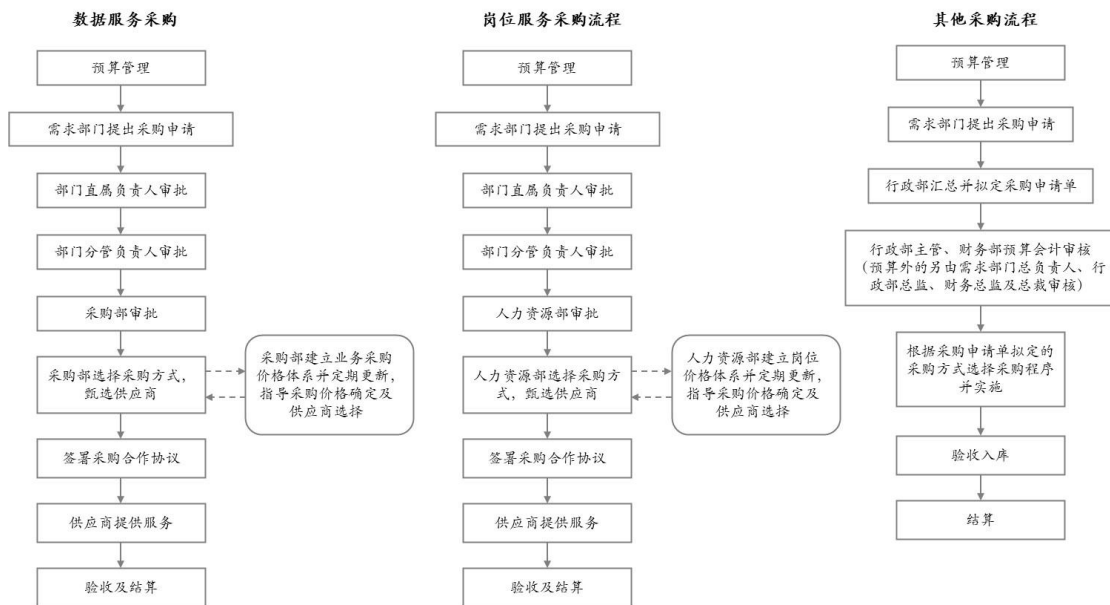 数据服务采购
预算管理
需求部门提出采购申请
部门直属负责人审批
部门分管负责人审批
采购部审批
采购部选择采购方式，
甄选供应商
采购部建立业务采购
价格体系并定期更新，
指导采购价格确定及
供应商选择
签署采购合作协议
供应商提供服务
验收及结算
岗位服务采购流程
预算管理
需求部门提出采购申请
部门直属负责人审批
部门分管负责人审批
人力资源部审批
人力资源部选择采购方
式，甄选供应商
人力资源部建立岗位
价格体系并定期更新，
指导采购价格确定及
供应商选择
签署采购合作协议
供应商提供服务
验收及结算
其他采购流程
预算管理
需求部门提出采购申请
行政部汇总并拟定采购申请单
行政部主管、财务部预算会计审核
（预算外的另由需求部门总负责人、行
政部总监、财务总监及总裁审核）
根据采购申请单拟定的
采购方式选择采购程序
并实施
验收入库
结算